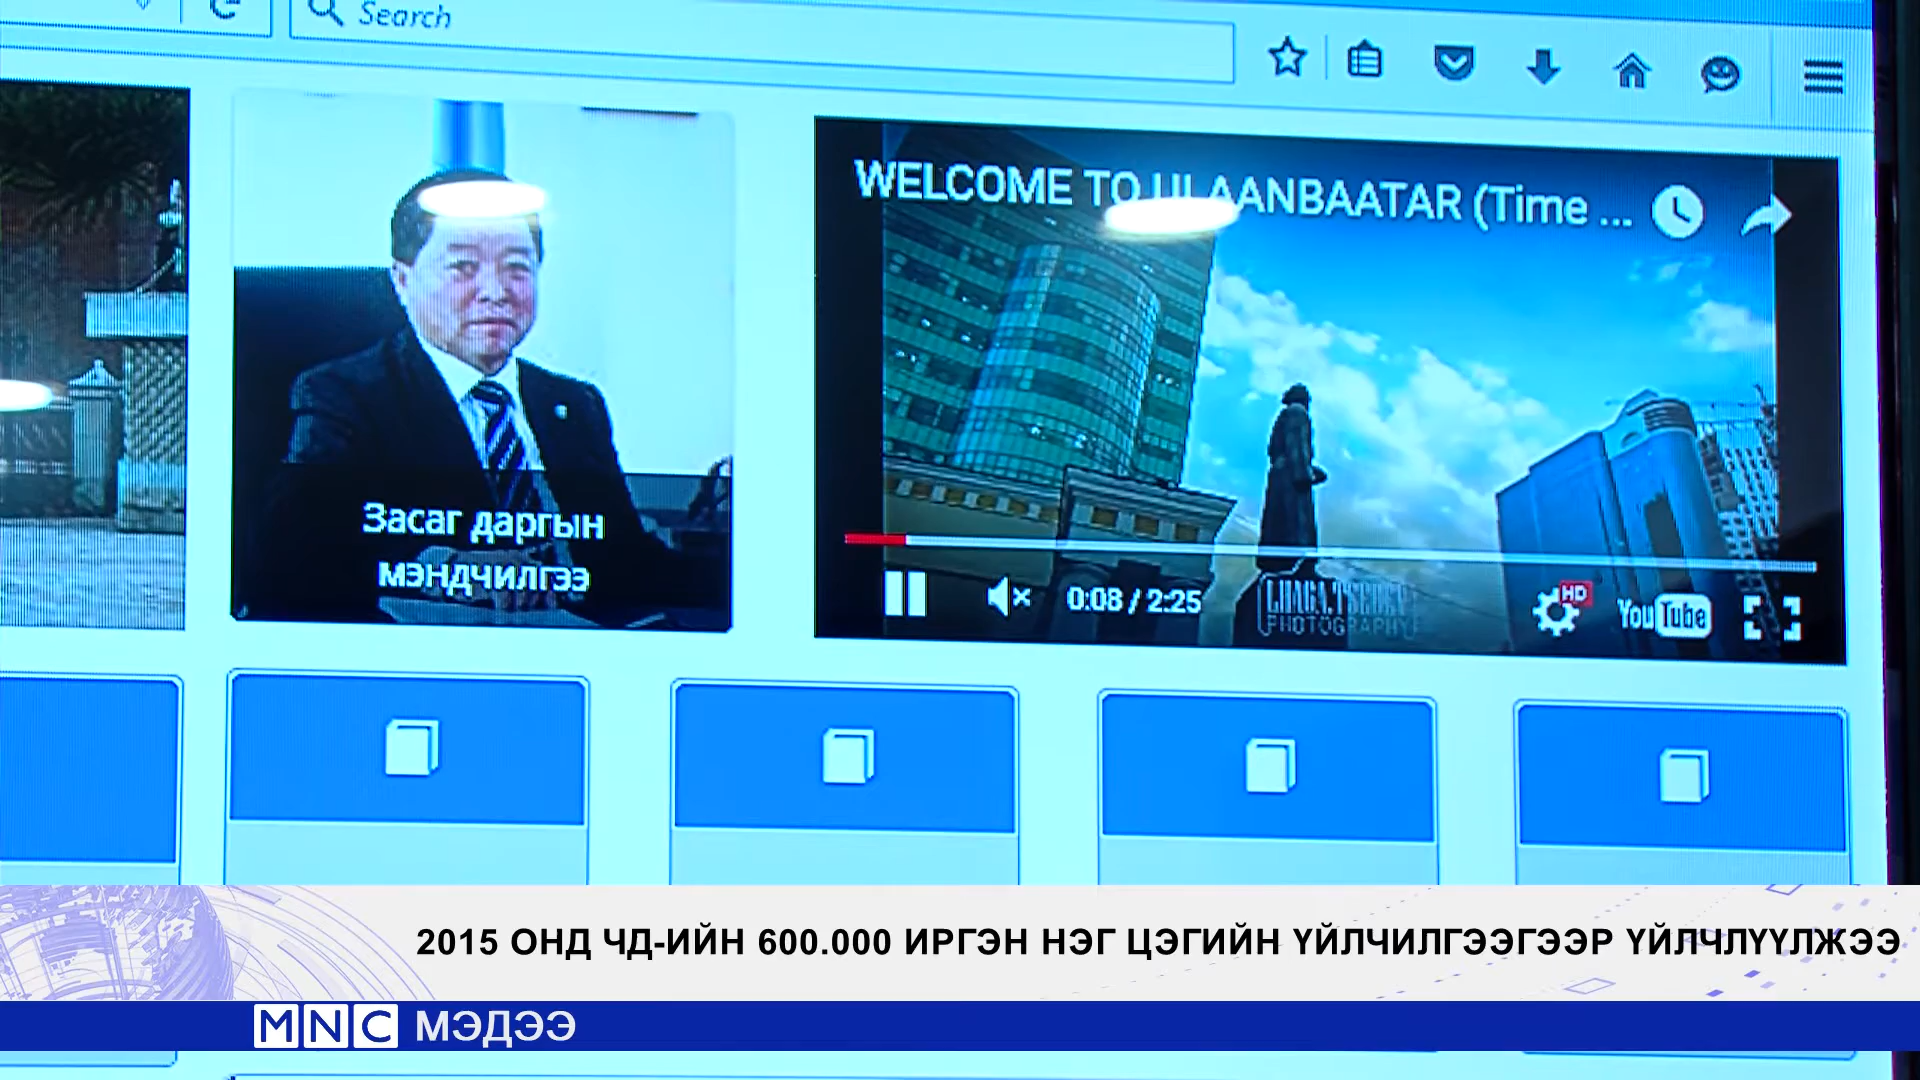 Search
WELCOME TO ULAANBAATAR (Time ...
Засаг даргын
мэндчилгээ
0:08 / 2:25
PHOTOGRAPHY
HD
YouTube
2015 ОНД ЧД-ИЙН 600.000 ИРГЭН НЭГ ЦЭГИЙН ҮЙЛЧИЛГЭЭГЭЭР ҮЙЛЧЛҮҮЛЖЭЭ
MNC МЭДЭЭ